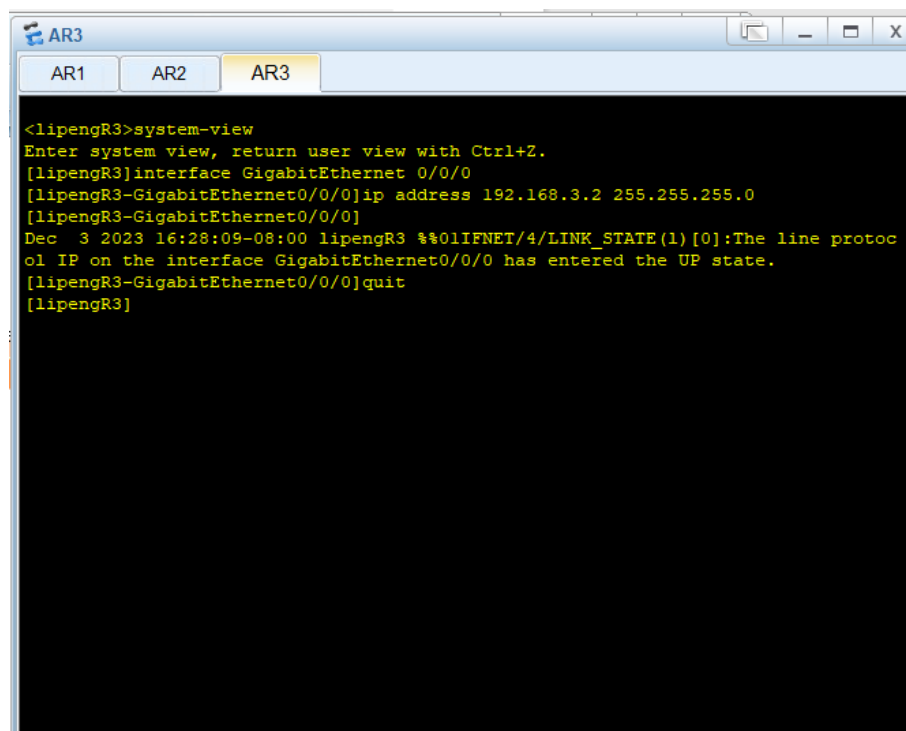 AR3
X
AR1 AR2 AR3
<lipengR3>system-view
Enter system view, return user view with Ctrl+Z.
[lipengR3]interface GigabitEthernet 0/0/0
[lipengR3-GigabitEthernet0/0/0]ip address 192.168.3.2 255.255.255.0
[lipengR3-GigabitEthernet0/0/0]
Dec  3 2023 16:28:09-08:00 lipengR3 %%01IFNET/4/LINK_STATE(l)[0]:The line protoc
ol IP on the interface GigabitEthernet0/0/0 has entered the UP state.
[lipengR3-GigabitEthernet0/0/0]quit
[lipengR3]